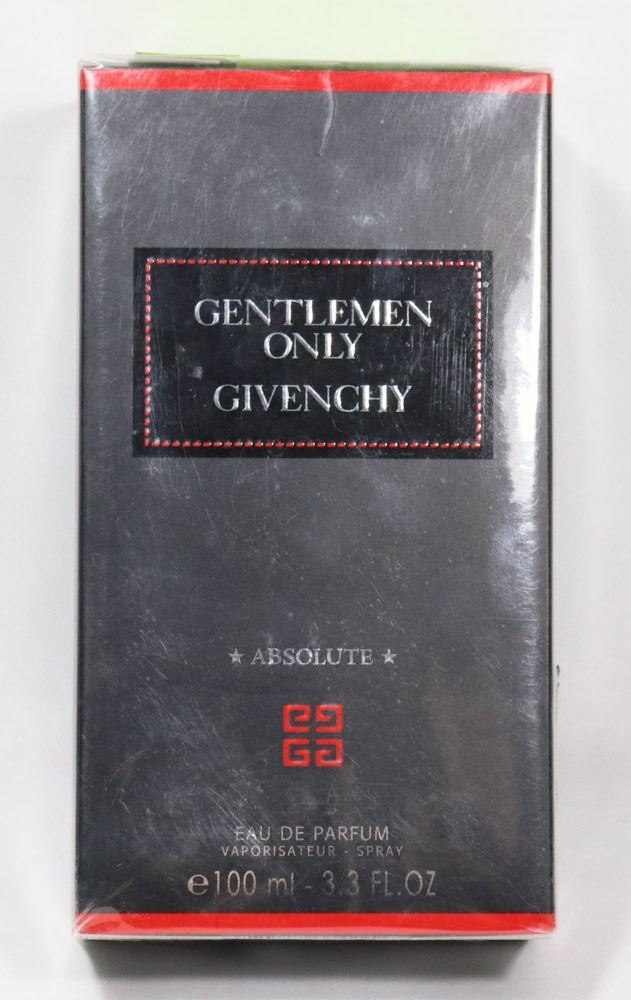 GENTLEMEN
ONLY
GIVENCHY
★ ABSOLUTE ★
EAU DE PARFUM
VAPORISATEUR - SPRAY
℮100 ml - 3.3 FL.OZ